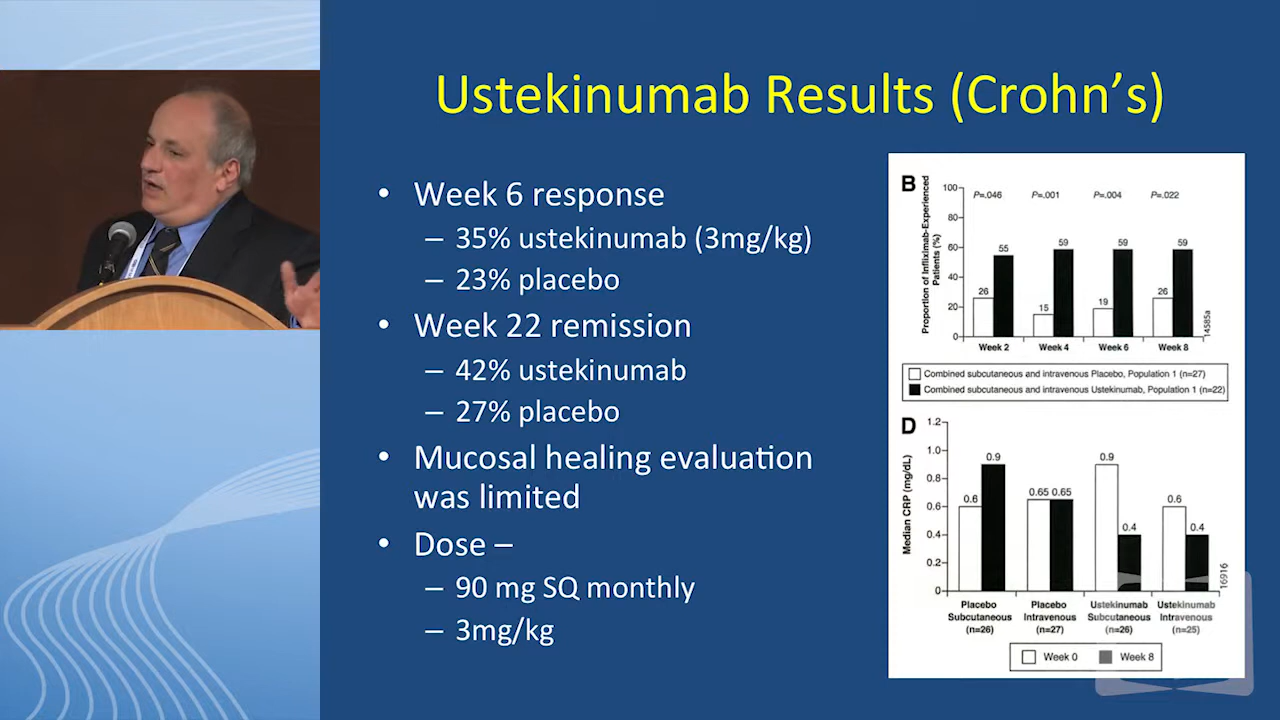 Ustekinumab Results (Crohn's)
• Week 6 response
– 35% ustekinumab (3mg/kg)
– 23% placebo
• Week 22 remission
– 42% ustekinumab
– 27% placebo
• Mucosal healing evaluation
was limited
• Dose –
– 90 mg SQ monthly
– 3mg/kg
B
Proportion of Infliximab-Experienced
Patients (%)
100
80
60
40
20
0
P=.046 P=.001 P=.004 P=.022
26 55 15 59 19 59 26 59
Week 2 Week 4 Week 6 Week 8
14585a
Combined subcutaneous and intravenous Placebo, Population 1 (n=27)
Combined subcutaneous and intravenous Ustekinumab, Population 1 (n=22)
D
Median CRP (mg/dL)
1.2
1.0
0.8
0.6
0.4
0.2
0
0.6 0.9 0.65 0.65 0.9 0.4 0.6 0.4
Placebo
Subcutaneous
(n=26)
Placebo
Intravenous
(n=27)
Ustekinumab
Subcutaneous
(n=26)
Ustekinumab
Intravenous
(n=25)
16916
Week 0 Week 8